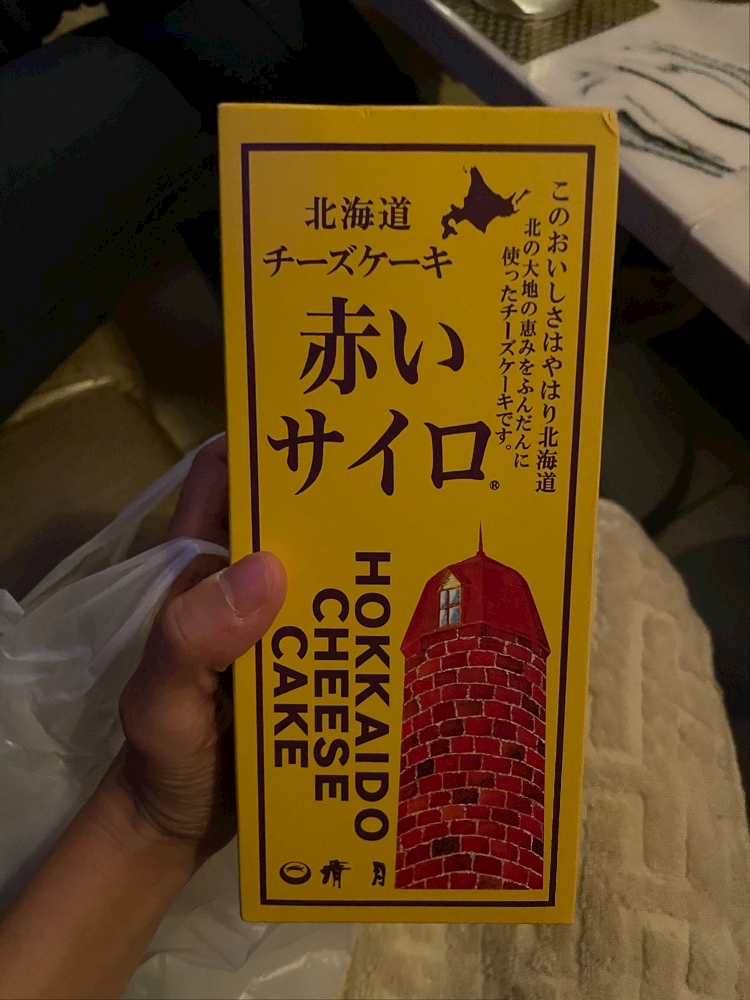 北海道
チーズケーキ
赤い
サイロ®
このおいしさはやはり北海道
北の大地の恵みをふんだんに
使ったチーズケーキです。
HOKKAIDO
CHEESE
CAKE
清月